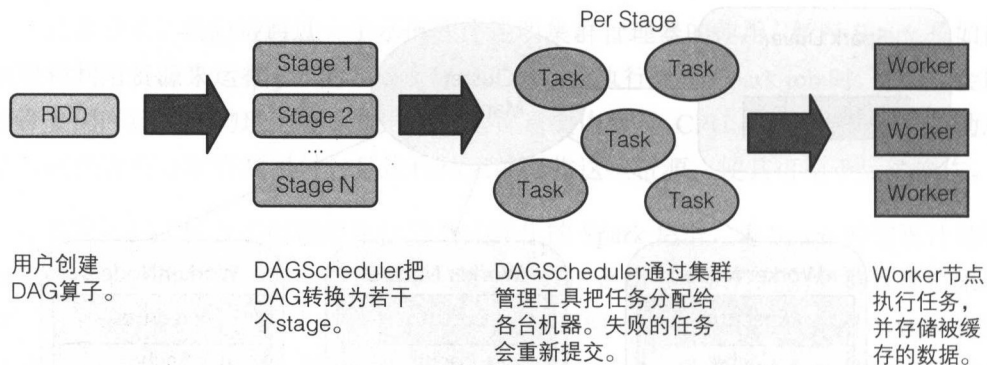 Per Stage
RDD
Stage 1
Stage 2
...
Stage N
Task
Task
Task
Task
Task
Worker
Worker
Worker
用户创建
DAG算子。
DAGScheduler把
DAG转换为若干
个stage。
DAGScheduler通过集群
管理工具把任务分配给
各台机器。失败的任务
会重新提交。
Worker节点
执行任务，
并存储被缓
存的数据。